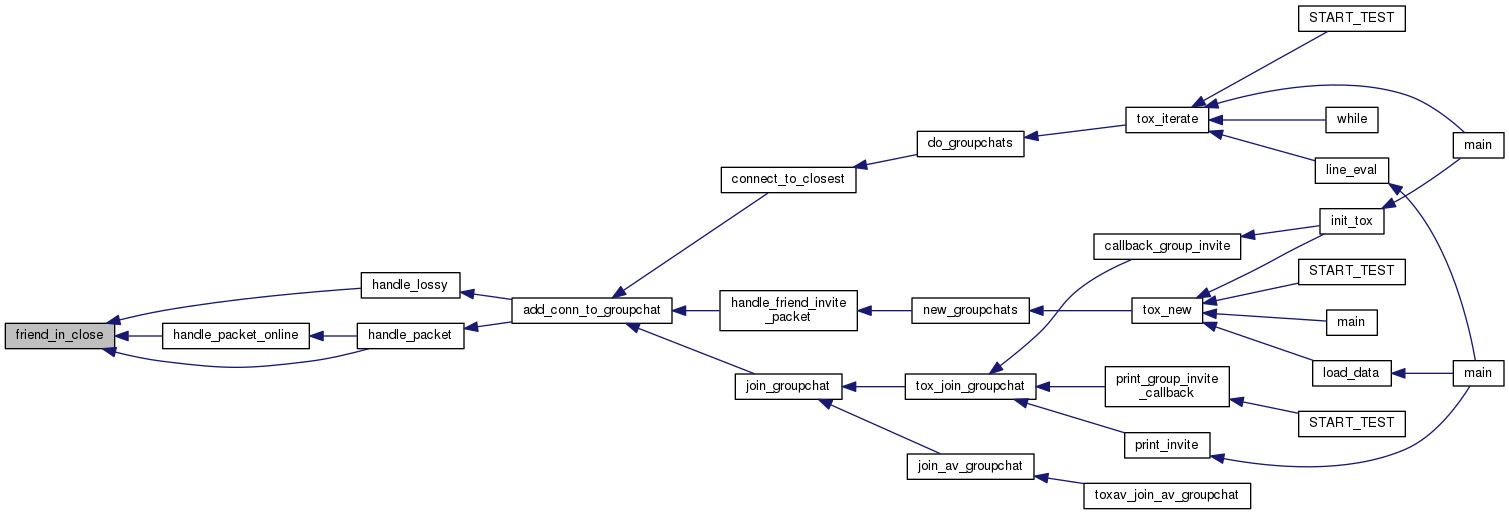 START_TEST
tox_iterate
while
do_groupchats
main
line_eval
connect_to_closest
init_tox
callback_group_invite
START_TEST
handle_lossy
handle_friend_invite
_packet
add_conn_to_groupchat
new_groupchats
tox_new
main
friend_in_close
handle_packet_online
handle_packet
load_data
main
join_groupchat
tox_join_groupchat
print_group_invite
_callback
START_TEST
print_invite
join_av_groupchat
toxav_join_av_groupchat